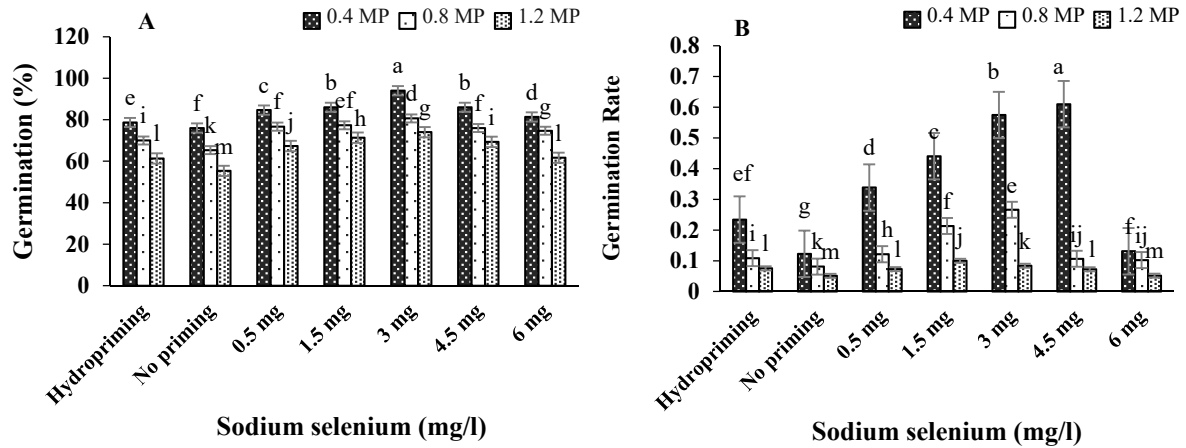 A
0.4 MP 0.8 MP 1.2 MP
Germination (%)
120
100
80
60
40
20
0
e i l f k m c f j b ef h a d g b f i d g l
Hydropriming No priming 0.5 mg 1.5 mg 3 mg 4.5 mg 6 mg
Sodium selenium (mg/l)
B
0.4 MP 0.8 MP 1.2 MP
Germination Rate
0.8
0.7
0.6
0.5
0.4
0.3
0.2
0.1
0
ef i l g k m d h l c f j b e k a ij l f ij m
Hydropriming No priming 0.5 mg 1.5 mg 3 mg 4.5 mg 6 mg
Sodium selenium (mg/l)